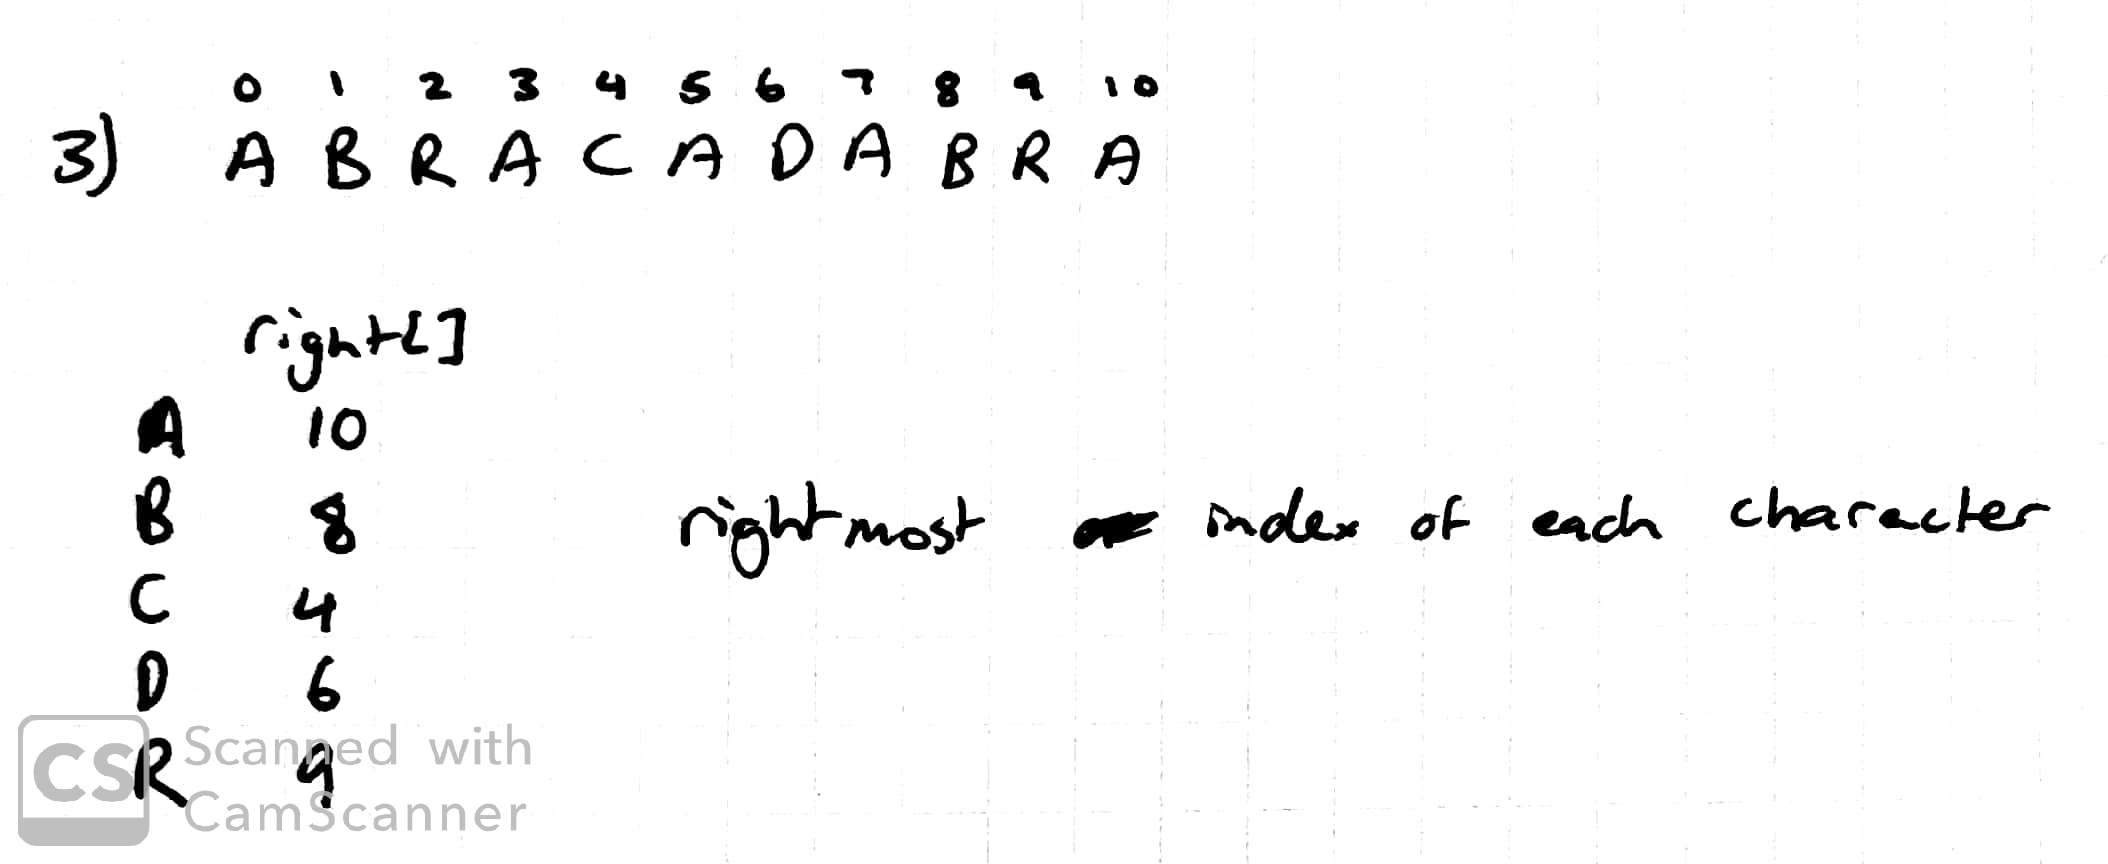 0 1 2 3 4 5 6 7 8 9 10
3) A B R A C A D A B R A
right[]
A 10
B 8
rightmost index of each character
C 4
D 6
R 9
CS Scanned with
CamScanner